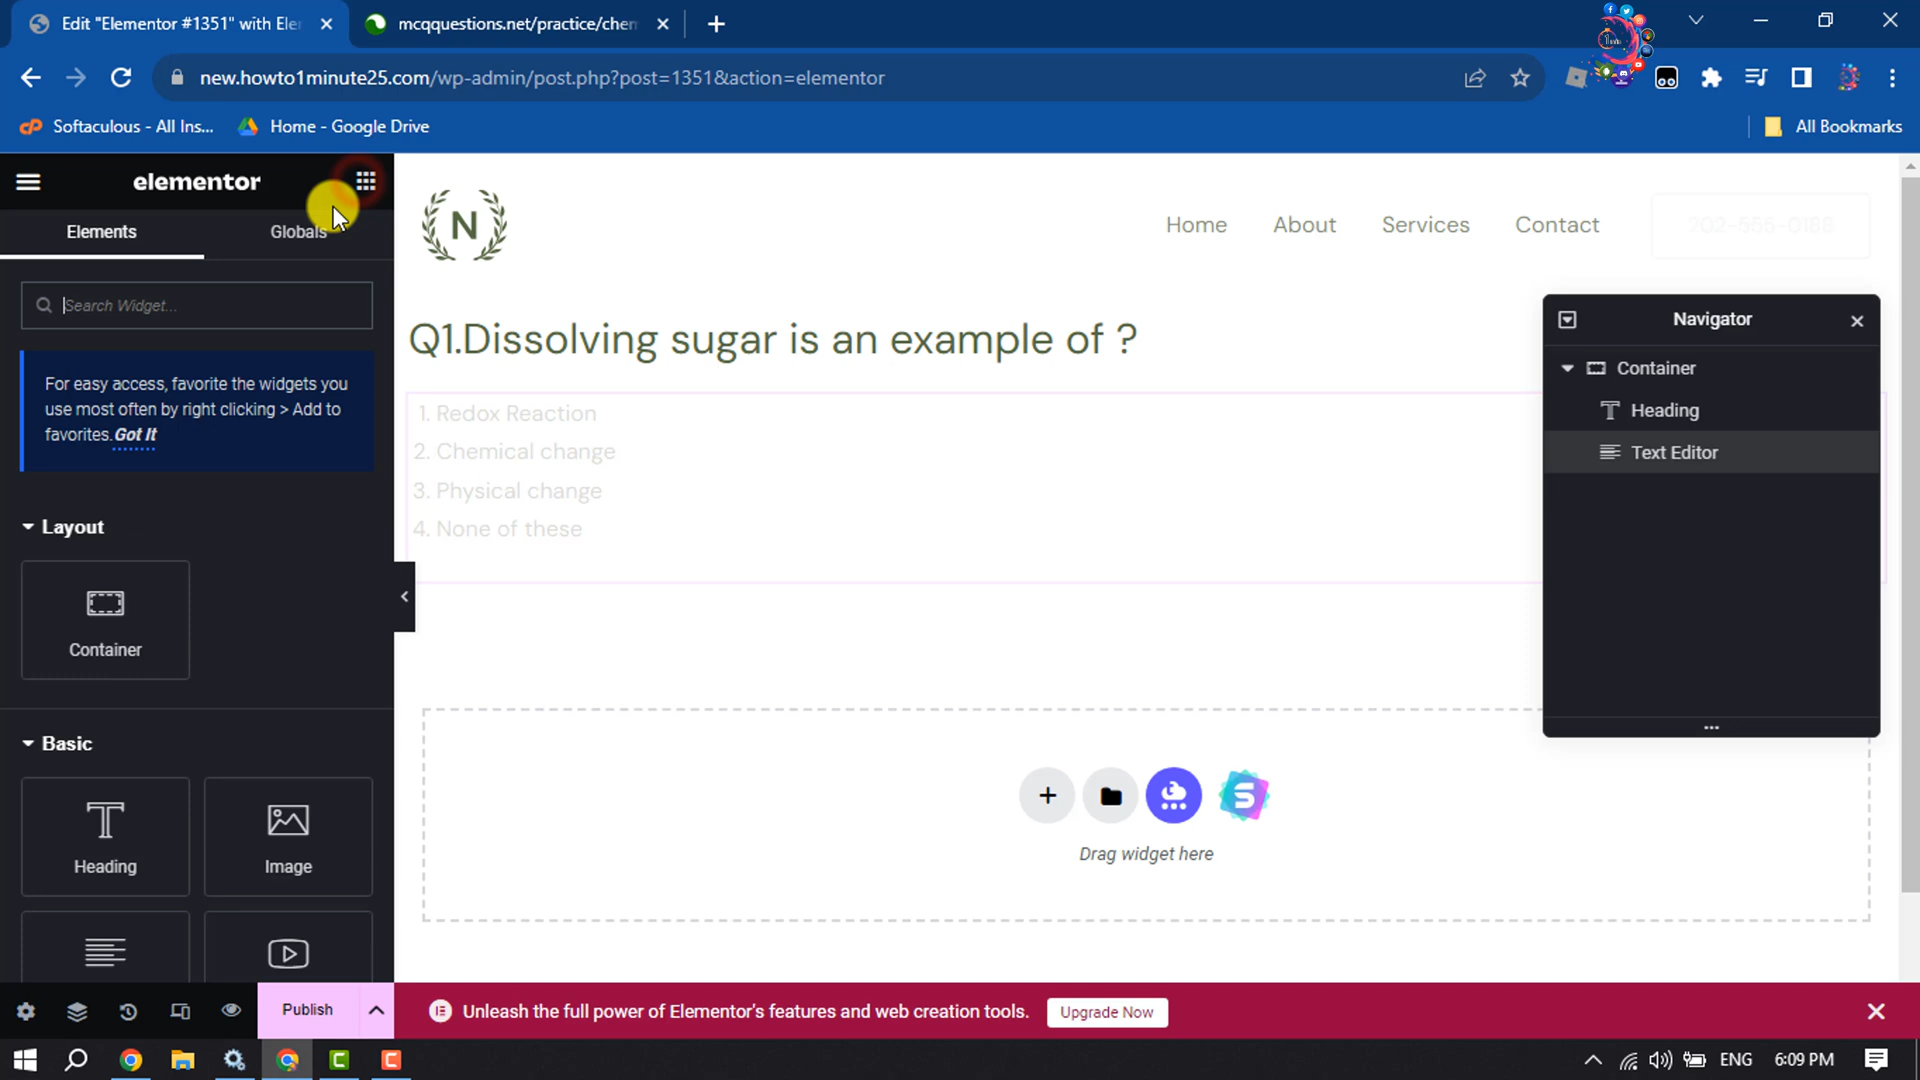 Edit "Elementor #1351" with Ele
mcqquestions.net/practice/chem
new.howto1minute25.com/wp-admin/post.php?post=1351&action=elementor
Softaculous - All Ins...
Home - Google Drive
All Bookmarks
elementor
Elements
Globals
Search Widget...
For easy access, favorite the widgets you
use most often by right clicking > Add to
favorites. Got It
Layout
Container
Basic
Heading
Image
Publish
N
Home
About
Services
Contact
202-555-0188
Q1.Dissolving sugar is an example of ?
1. Redox Reaction
2. Chemical change
3. Physical change
4. None of these
Navigator
Container
Heading
Text Editor
Drag widget here
Unleash the full power of Elementor's features and web creation tools.
Upgrade Now
ENG
6:09 PM